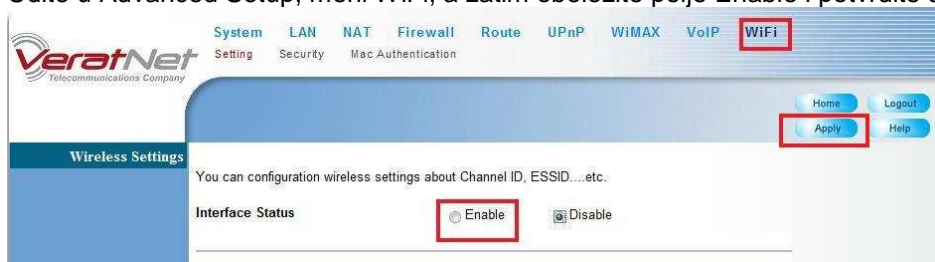 System LAN NAT Firewall Route UPnP WiMAX VoIP WiFi
Setting Security Mac Authentication
VeratNet
Telecommunications Company
Home Logout
Apply Help
Wireless Settings
You can configuration wireless settings about Channel ID, ESSID....etc.
Interface Status Enable Disable